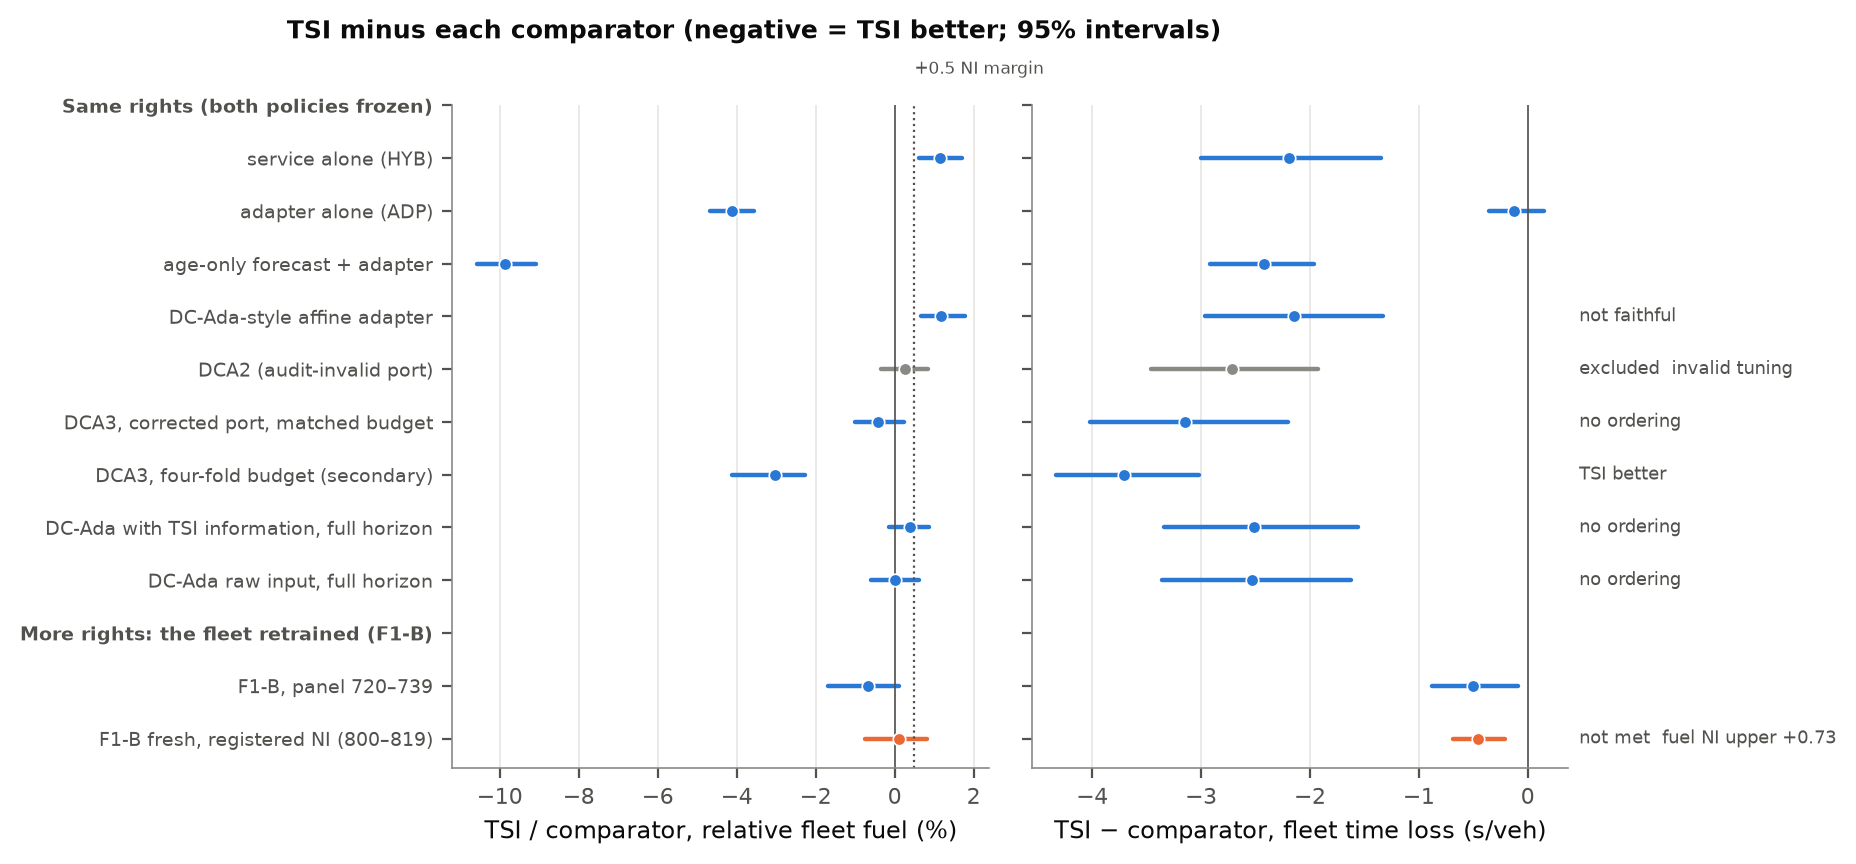 TSI minus each comparator (negative = TSI better; 95% intervals)
+0.5 NI margin
Same rights (both policies frozen)
service alone (HYB)
adapter alone (ADP)
age-only forecast + adapter
DC-Ada-style affine adapter
not faithful
DCA2 (audit-invalid port)
excluded  invalid tuning
DCA3, corrected port, matched budget
no ordering
DCA3, four-fold budget (secondary)
TSI better
DC-Ada with TSI information, full horizon
no ordering
DC-Ada raw input, full horizon
no ordering
More rights: the fleet retrained (F1-B)
F1-B, panel 720–739
F1-B fresh, registered NI (800–819)
not met  fuel NI upper +0.73
−10 −8 −6 −4 −2 0 2
−4 −3 −2 −1 0
TSI / comparator, relative fleet fuel (%)
TSI − comparator, fleet time loss (s/veh)